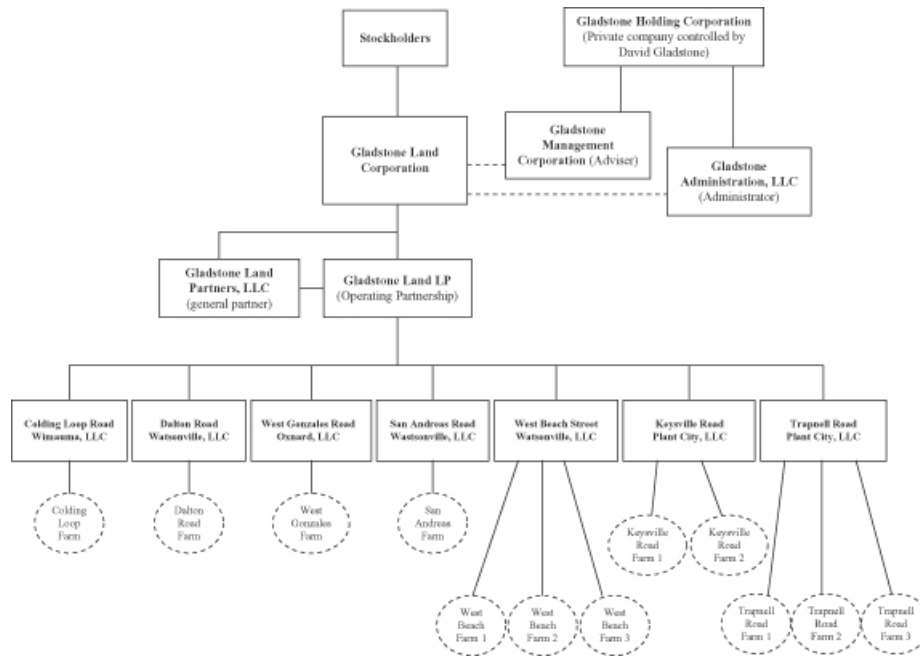 Stockholders
Gladstone Holding Corporation
(Private company controlled by
David Gladstone)
Gladstone Land
Corporation
Gladstone
Management
Corporation (Adviser)
Gladstone
Administration, LLC
(Administrator)
Gladstone Land
Partners, LLC
(general partner)
Gladstone Land LP
(Operating Partnership)
Colding Loop Road
Wimauma, LLC
Dalton Road
Watsonville, LLC
West Gonzales Road
Oxnard, LLC
San Andreas Road
Wastsonville, LLC
West Beach Street
Watsonville, LLC
Keysville Road
Plant City, LLC
Trapnell Road
Plant City, LLC
Colding
Loop
Farm
Dalton
Road
Farm
West
Gonzales
Farm
San
Andreas
Farm
Keysville
Road
Farm 1
Keysville
Road
Farm 2
West
Beach
Farm 1
West
Beach
Farm 2
West
Beach
Farm 3
Trapnell
Road
Farm 1
Trapnell
Road
Farm 2
Trapnell
Road
Farm 3